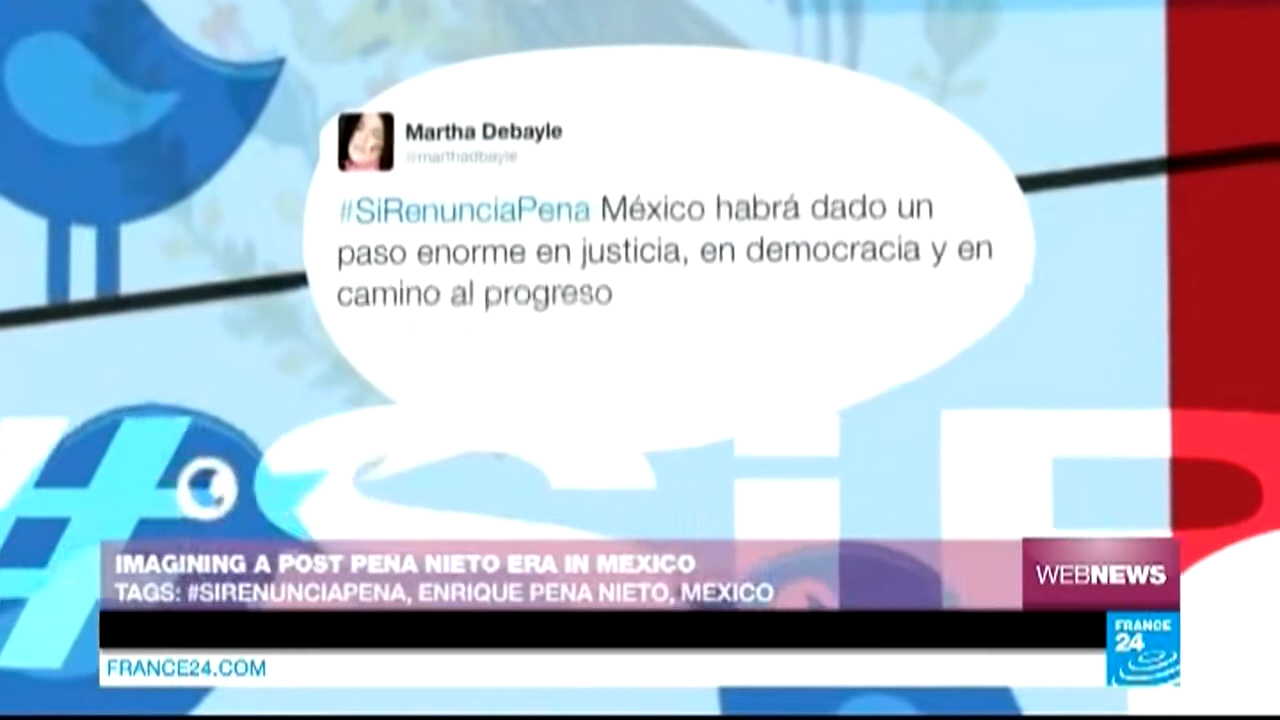 Martha Debayle
@marthadbayle
#SiRenunciaPena México habrá dado un
paso enorme en justicia, en democracia y en
camino al progreso
#SiR
IMAGINING A POST PENA NIETO ERA IN MEXICO
TAGS: #SIRENUNCIAPENA, ENRIQUE PENA NIETO, MEXICO
WEBNEWS
FRANCE
24
FRANCE24.COM